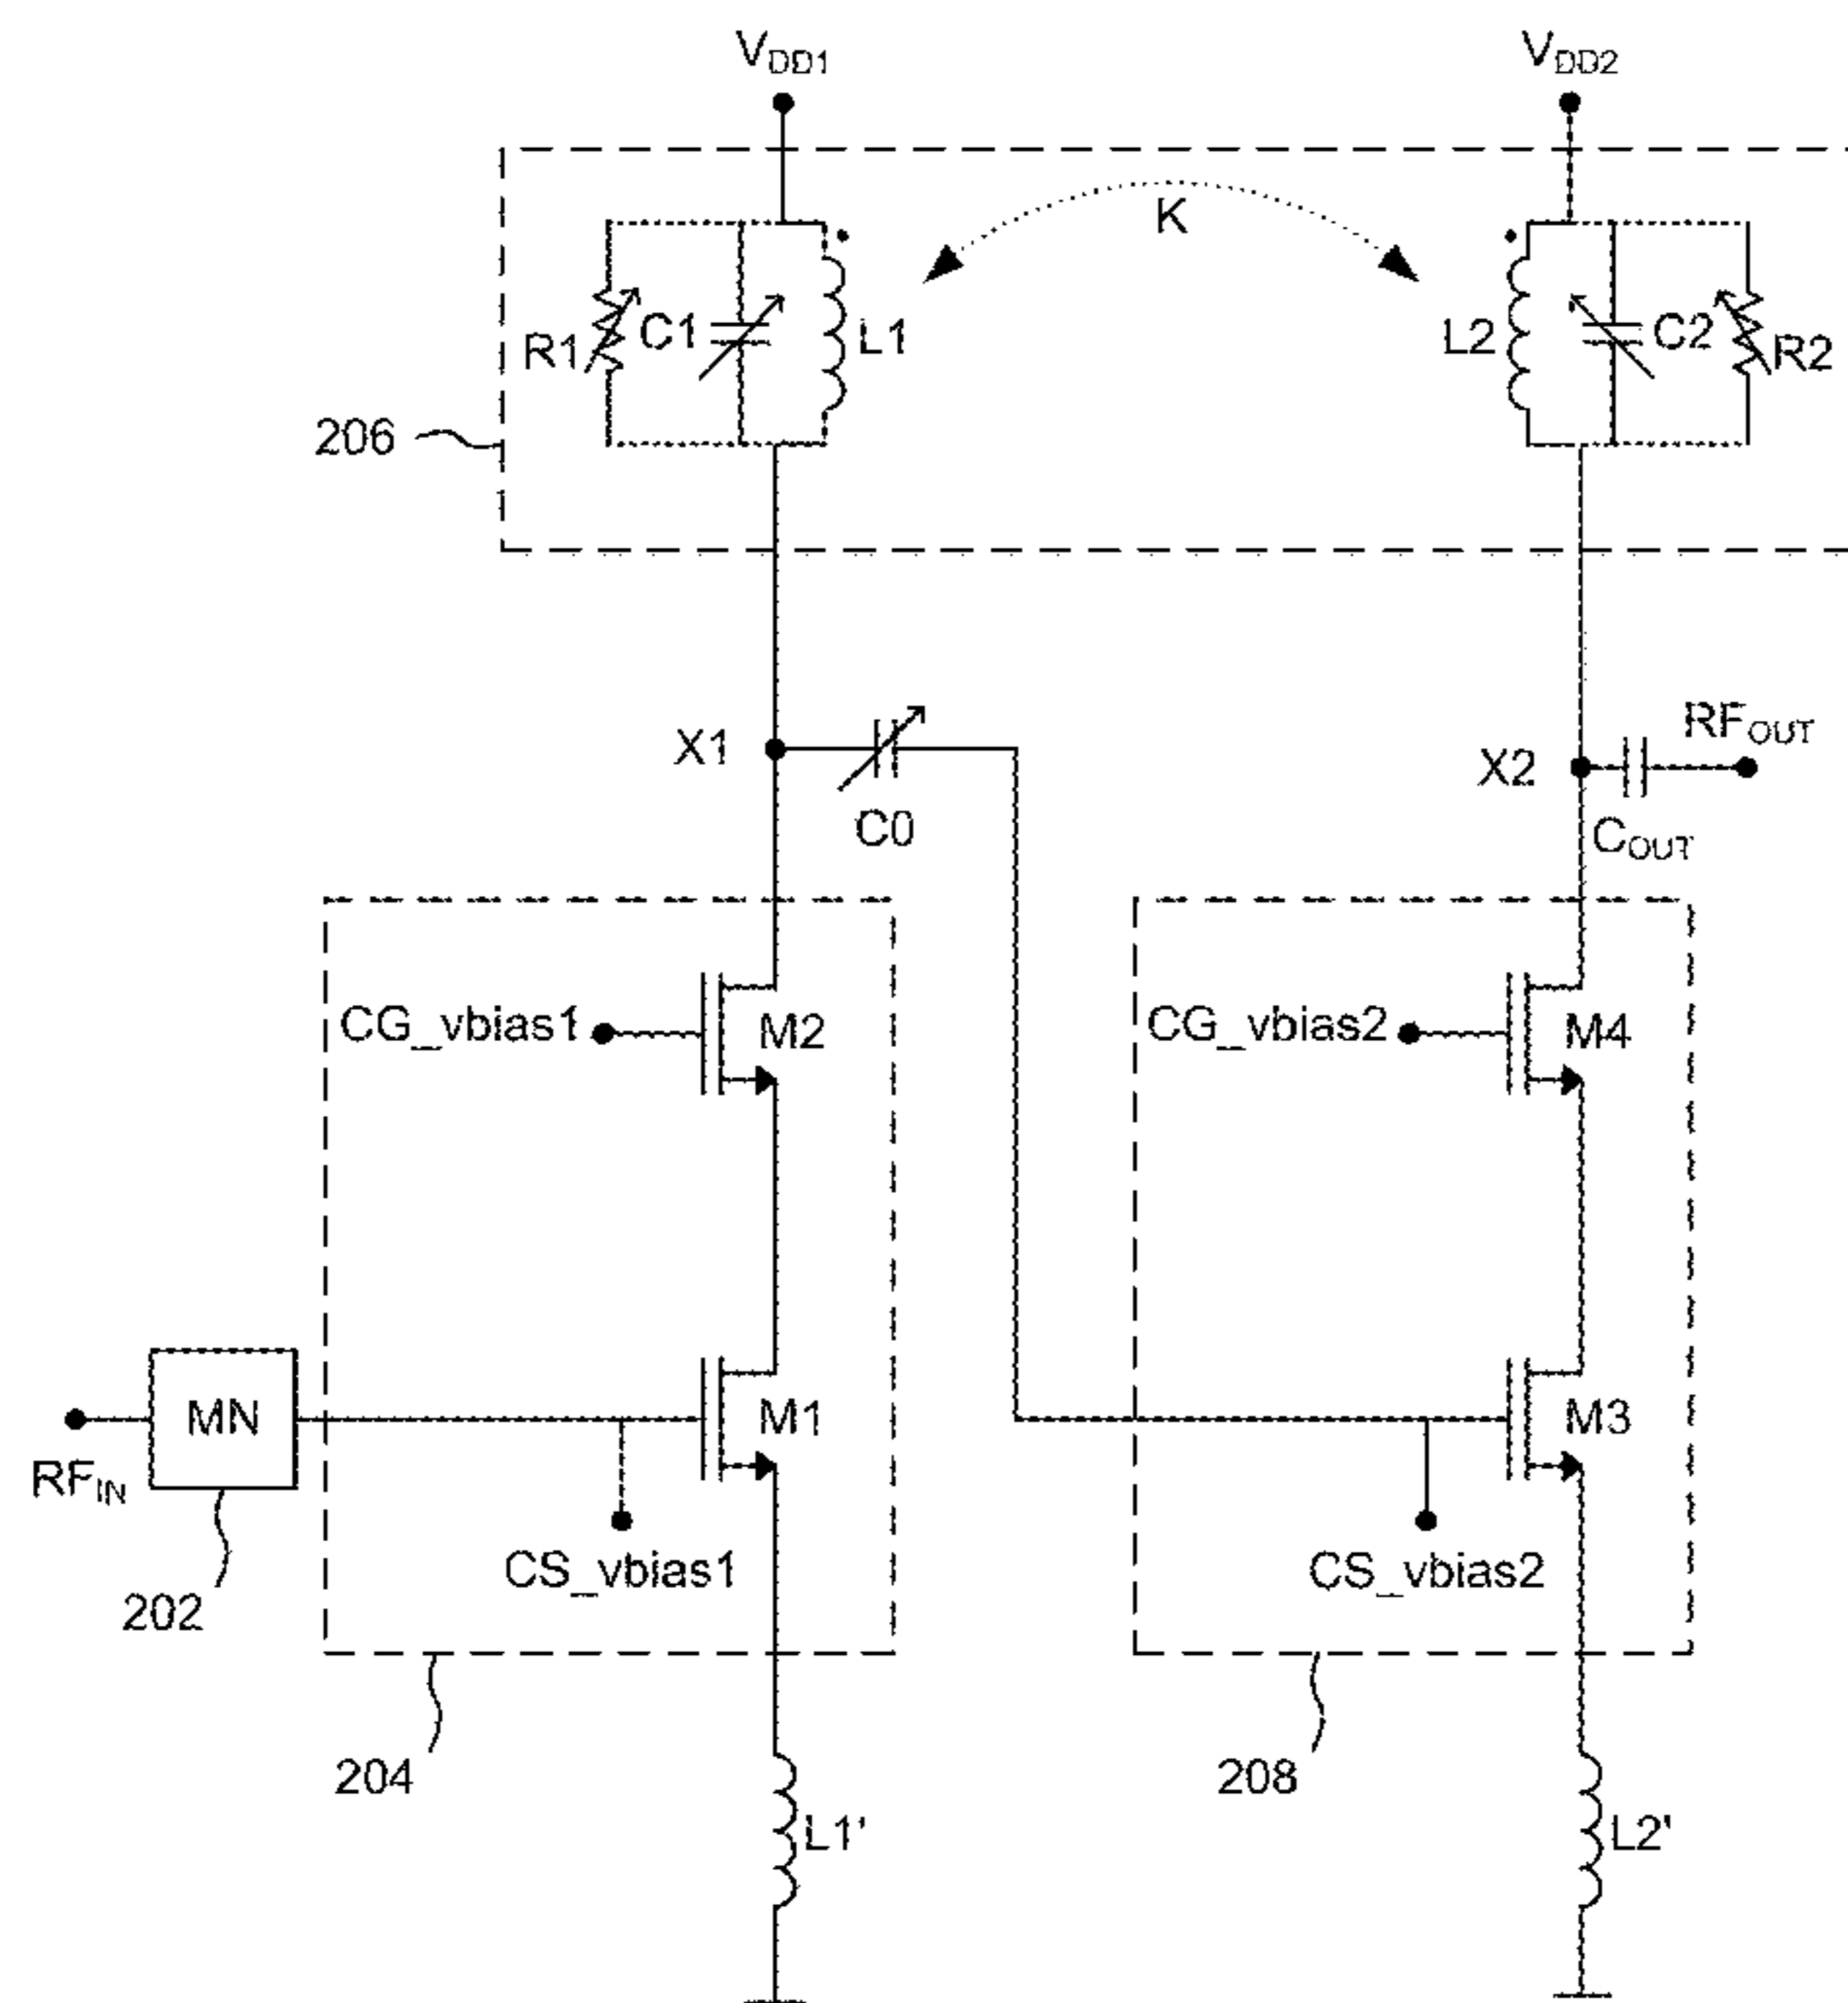 VDD1
VDD2
K
R1
C1
L1
L2
C2
R2
206
X1
C0
X2
RFOUT
COUT
CG_vbias1
M2
CG_vbias2
M4
RFIN
MN
M1
M3
CS_vbias1
CS_vbias2
202
204
208
L1'
L2'